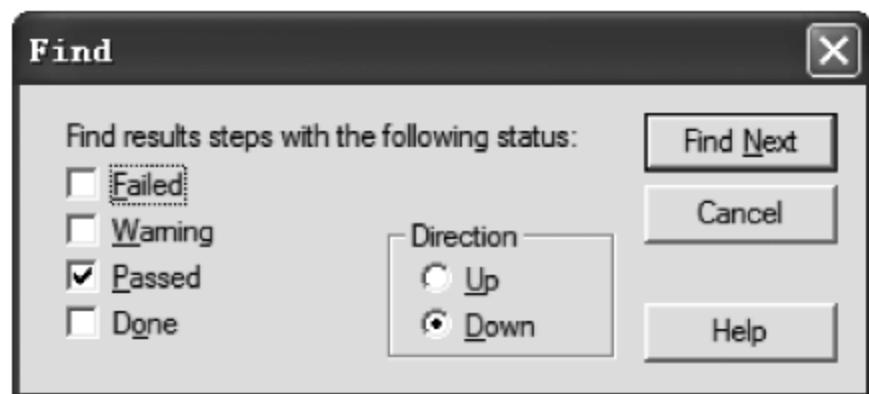 Find
Find results steps with the following status:
Failed
Warning
Passed
Done
Direction
Up
Down
Find Next
Cancel
Help